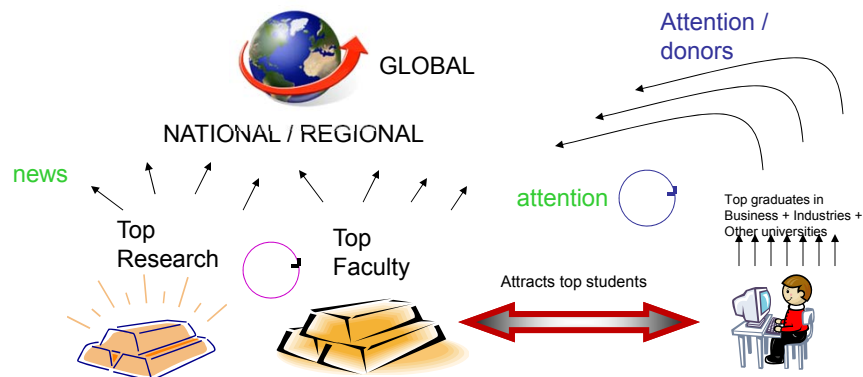 Attention /
donors
GLOBAL
NATIONAL / REGIONAL
news
attention
Top
Research
Top
Faculty
Top graduates in
Business + Industries +
Other universities
Attracts top students